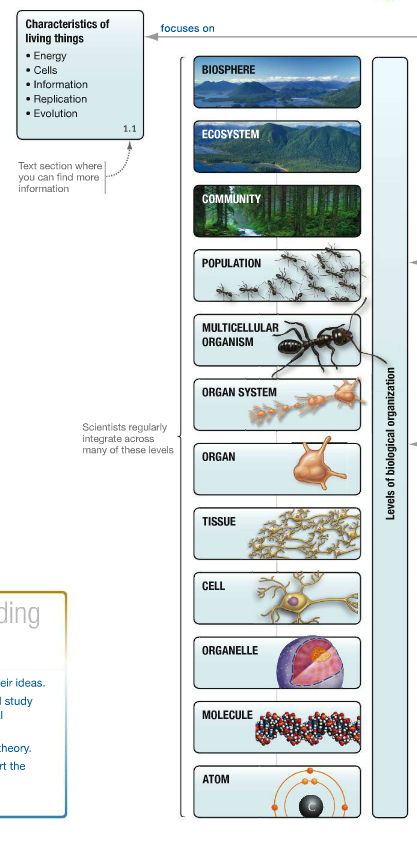 Characteristics of
living things
• Energy
• Cells
• Information
• Replication
• Evolution
1.1
focuses on
Text section where
you can find more
information
BIOSPHERE
ECOSYSTEM
COMMUNITY
POPULATION
MULTICELLULAR
ORGANISM
ORGAN SYSTEM
Scientists regularly
integrate across
many of these levels
ORGAN
TISSUE
CELL
ORGANELLE
MOLECULE
ATOM
C
Levels of biological organization
ding
eir ideas.
d study
l
theory.
rt the